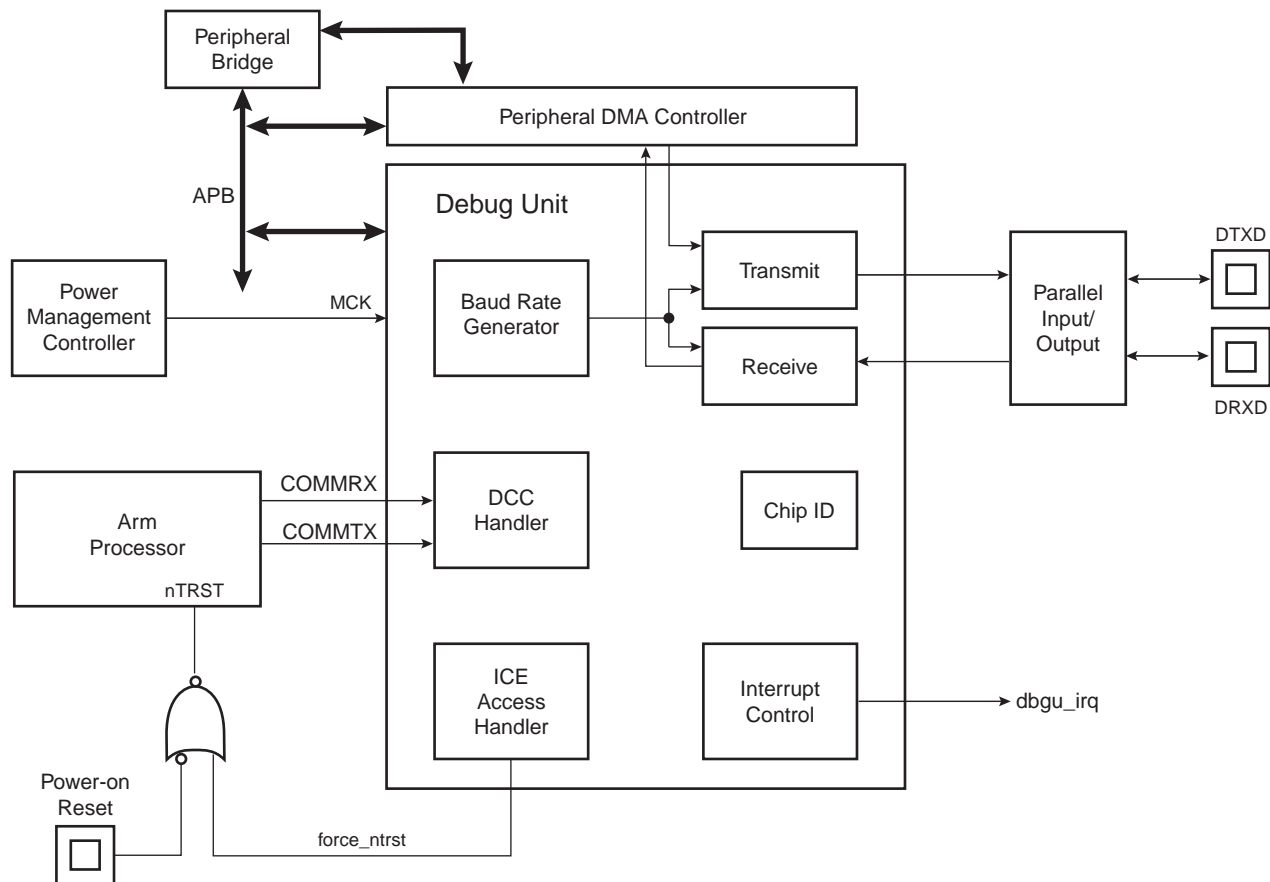 Peripheral
Bridge
Peripheral DMA Controller
APB
Debug Unit
Power
Management
Controller
MCK
Baud Rate
Generator
Transmit
Receive
Parallel
Input/
Output
DTXD
DRXD
Arm
Processor
nTRST
COMMRX
COMMTX
DCC
Handler
Chip ID
ICE
Access
Handler
Interrupt
Control
dbgu_irq
Power-on
Reset
force_ntrst